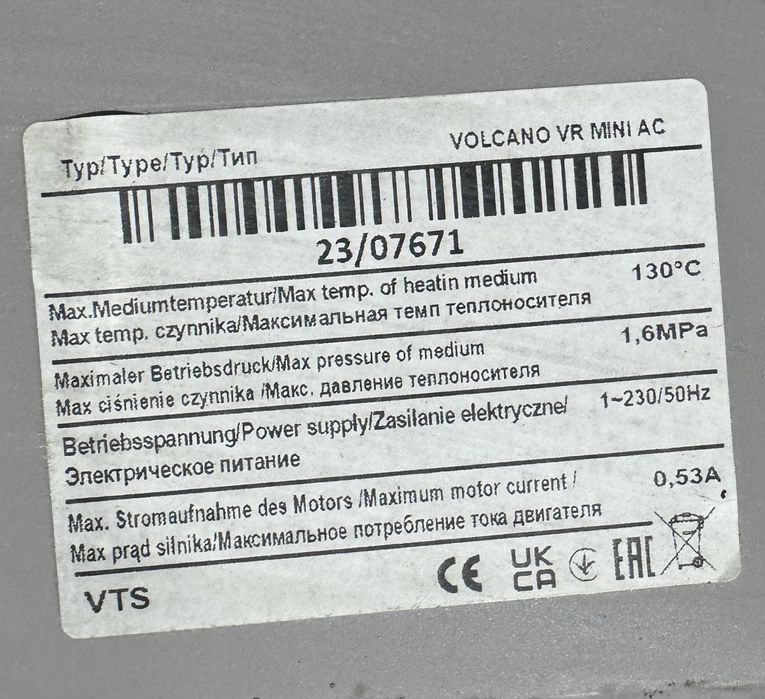 Typ/Type/Typ/Тип VOLCANO VR MINI AC
23/07671
Max.Mediumtemperatur/Max temp. of heatin medium 130°C
Max temp. czynnika/Максимальная темп теплоносителя
Maximaler Betriebsdruck/Max pressure of medium 1,6MPa
Max ciśnienie czynnika /Макс. давление теплоносителя
Betriebsspannung/Power supply/Zasilanie elektryczne/ 1~230/50Hz
Электрическое питание
Max. Stromaufnahme des Motors /Maximum motor current / 0,53A
Max prąd silnika/Максимальное потребление тока двигателя
VTS CE UK CA EAC